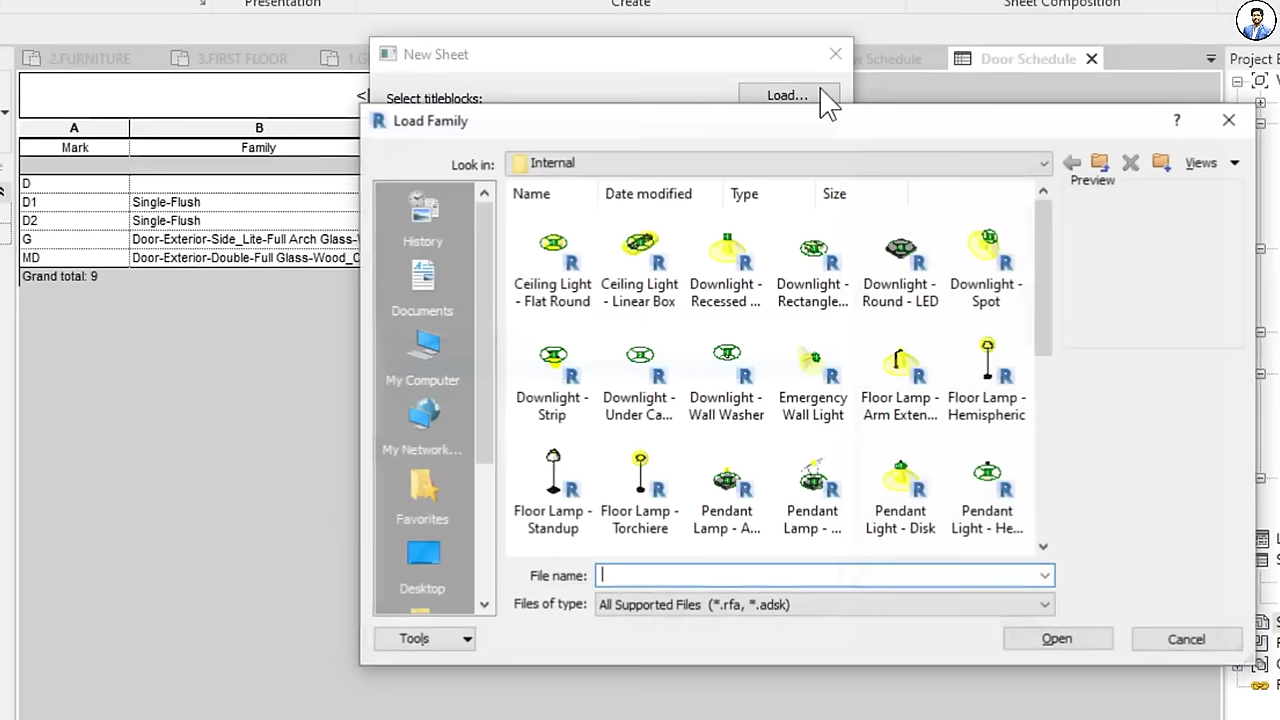 Presentation
Create
Sheet Composition
2.FURNITURE
3.FIRST FLOOR
New Sheet
Schedule
Door Schedule
Project
Select titleblocks:
Load...
Load Family
A
B
Mark
Family
D
D1
Single-Flush
D2
Single-Flush
G
Door-Exterior-Side_Lite-Full Arch Glass-
MD
Door-Exterior-Double-Full Glass-Wood_
Grand total: 9
Look in:
Internal
Views
Preview
Name
Date modified
Type
Size
History
Documents
My Computer
My Network...
Favorites
Desktop
Ceiling Light
- Flat Round
Ceiling Light
- Linear Box
Downlight -
Recessed ...
Downlight -
Rectangle...
Downlight -
Round - LED
Downlight -
Spot
Downlight -
Strip
Downlight -
Under Ca...
Downlight -
Wall Washer
Emergency
Wall Light
Floor Lamp -
Arm Exten...
Floor Lamp -
Hemispheric
Floor Lamp -
Standup
Floor Lamp -
Torchiere
Pendant
Lamp - A...
Pendant
Lamp - ...
Pendant
Light - Disk
Pendant
Light - He...
File name:
Files of type:
All Supported Files (*.rfa, *.adsk)
Tools
Open
Cancel